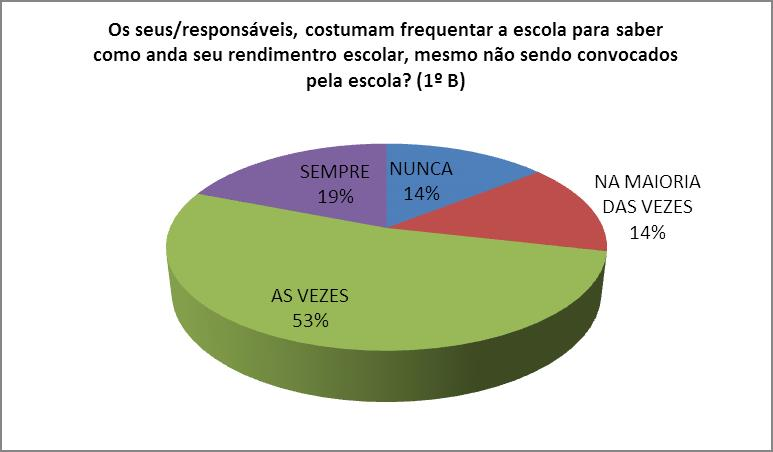 Os seus/responsáveis, costumam frequentar a escola para saber
como anda seu rendimentro escolar, mesmo não sendo convocados
pela escola? (1º B)
SEMPRE
19%
NUNCA
14%
NA MAIORIA
DAS VEZES
14%
AS VEZES
53%